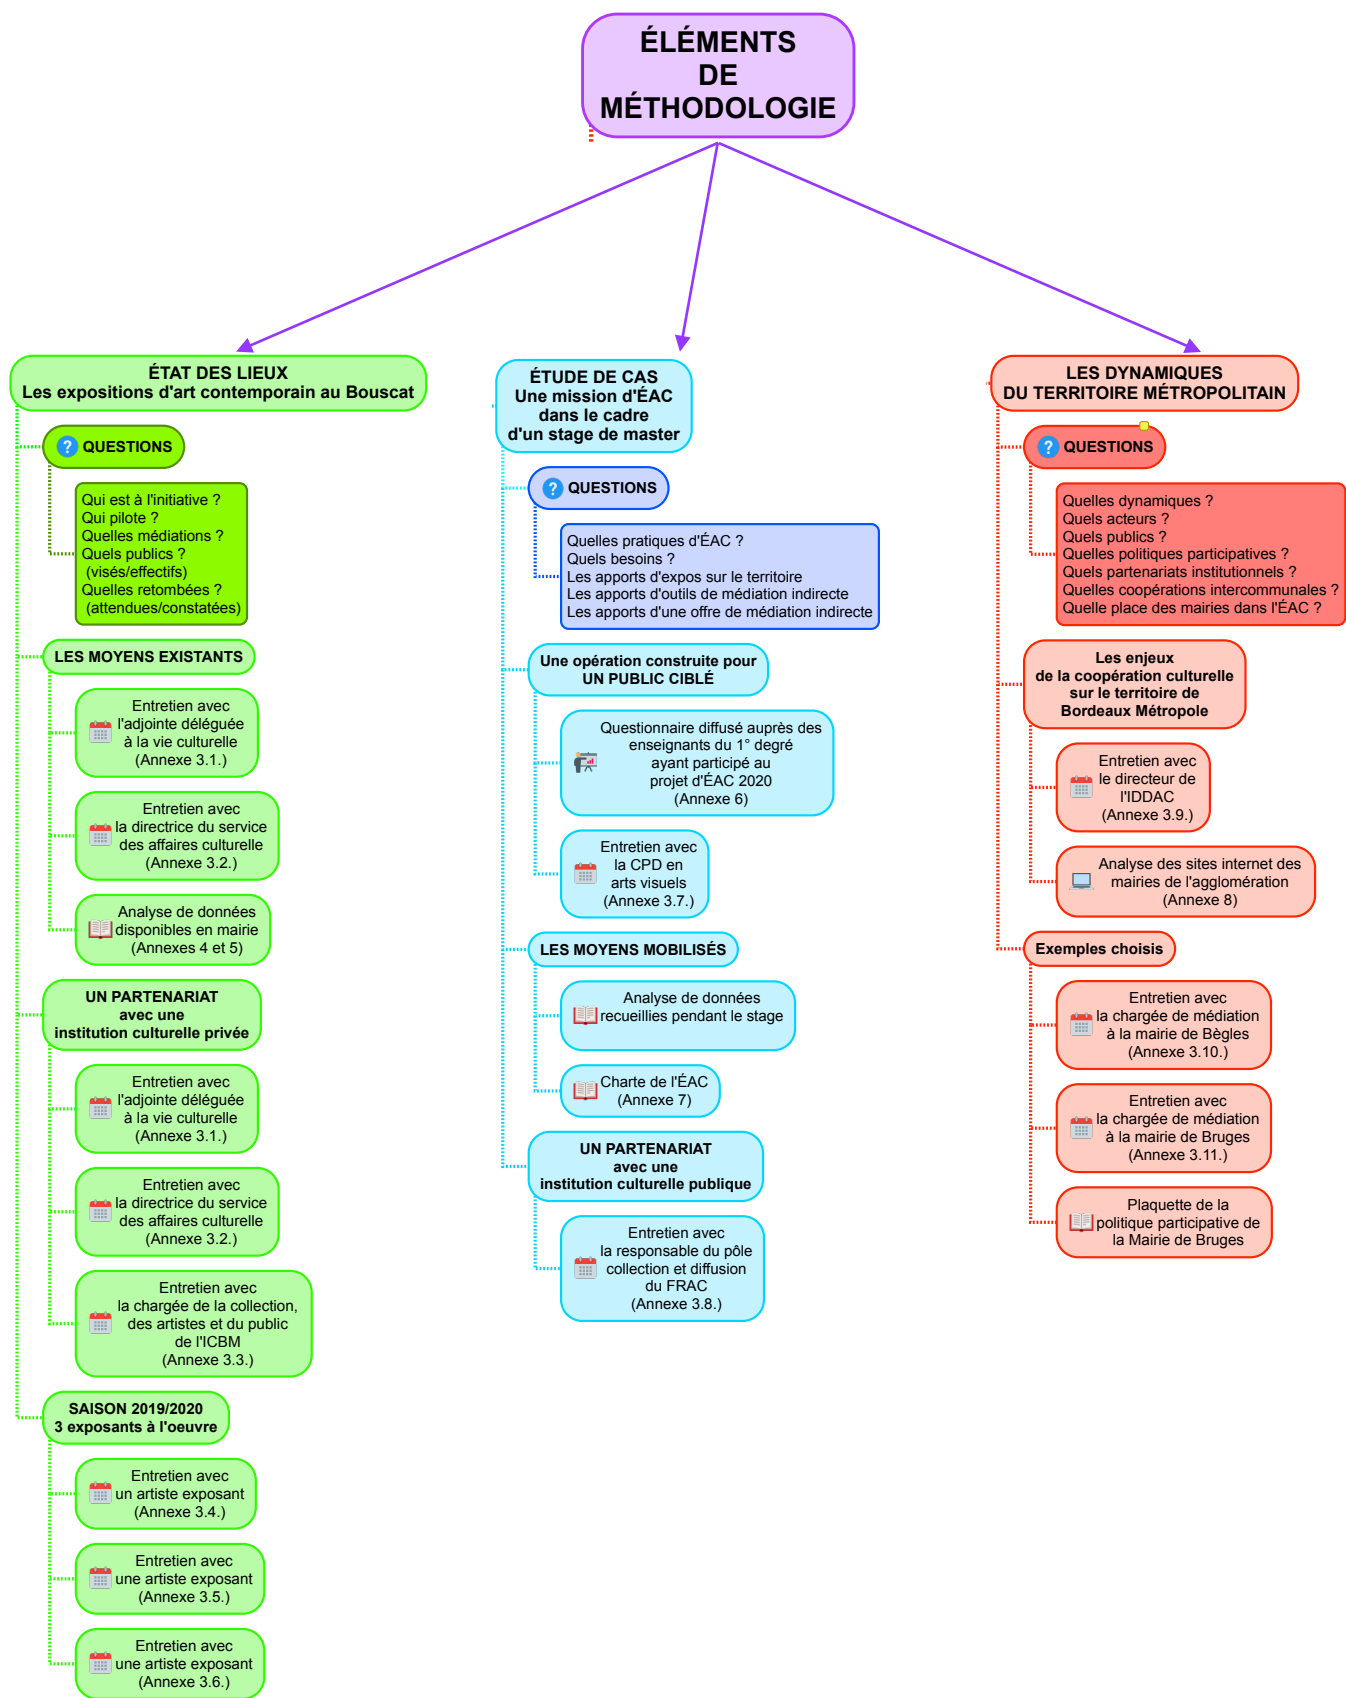 ÉLÉMENTS
DE
MÉTHODOLOGIE
ÉTAT DES LIEUX
Les expositions d'art contemporain au Bouscat
? QUESTIONS
Qui est à l'initiative ?
Qui pilote ?
Quelles médiations ?
Quels publics ?
(visés/effectifs)
Quelles retombées ?
(attendues/constatées)
LES MOYENS EXISTANTS
Entretien avec
l'adjointe déléguée
à la vie culturelle
(Annexe 3.1.)
Entretien avec
la directrice du service
des affaires culturelle
(Annexe 3.2.)
Analyse de données
disponibles en mairie
(Annexes 4 et 5)
UN PARTENARIAT
avec une
institution culturelle privée
Entretien avec
l'adjointe déléguée
à la vie culturelle
(Annexe 3.1.)
Entretien avec
la directrice du service
des affaires culturelle
(Annexe 3.2.)
Entretien avec
la chargée de la collection,
des artistes et du public
de l'ICBM
(Annexe 3.3.)
SAISON 2019/2020
3 exposants à l'oeuvre
Entretien avec
un artiste exposant
(Annexe 3.4.)
Entretien avec
une artiste exposant
(Annexe 3.5.)
Entretien avec
une artiste exposant
(Annexe 3.6.)
ÉTUDE DE CAS
Une mission d'ÉAC
dans le cadre
d'un stage de master
? QUESTIONS
Quelles pratiques d'ÉAC ?
Quels besoins ?
Les apports d'expos sur le territoire
Les apports d'outils de médiation indirecte
Les apports d'une offre de médiation indirecte
Une opération construite pour
UN PUBLIC CIBLÉ
Questionnaire diffusé auprès des
enseignants du 1° degré
ayant participé au
projet d'ÉAC 2020
(Annexe 6)
Entretien avec
la CPD en
arts visuels
(Annexe 3.7.)
LES MOYENS MOBILISÉS
Analyse de données
recueillies pendant le stage
Charte de l'ÉAC
(Annexe 7)
UN PARTENARIAT
avec une
institution culturelle publique
Entretien avec
la responsable du pôle
collection et diffusion
du FRAC
(Annexe 3.8.)
LES DYNAMIQUES
DU TERRITOIRE MÉTROPOLITAIN
? QUESTIONS
Quelles dynamiques ?
Quels acteurs ?
Quels publics ?
Quelles politiques participatives ?
Quels partenariats institutionnels ?
Quelles coopérations intercommunales ?
Quelle place des mairies dans l'ÉAC ?
Les enjeux
de la coopération culturelle
sur le territoire de
Bordeaux Métropole
Entretien avec
le directeur de
l'IDDAC
(Annexe 3.9.)
Analyse des sites internet des
mairies de l'agglomération
(Annexe 8)
Exemples choisis
Entretien avec
la chargée de médiation
à la mairie de Bègles
(Annexe 3.10.)
Entretien avec
la chargée de médiation
à la mairie de Bruges
(Annexe 3.11.)
Plaquette de la
politique participative de
la Mairie de Bruges